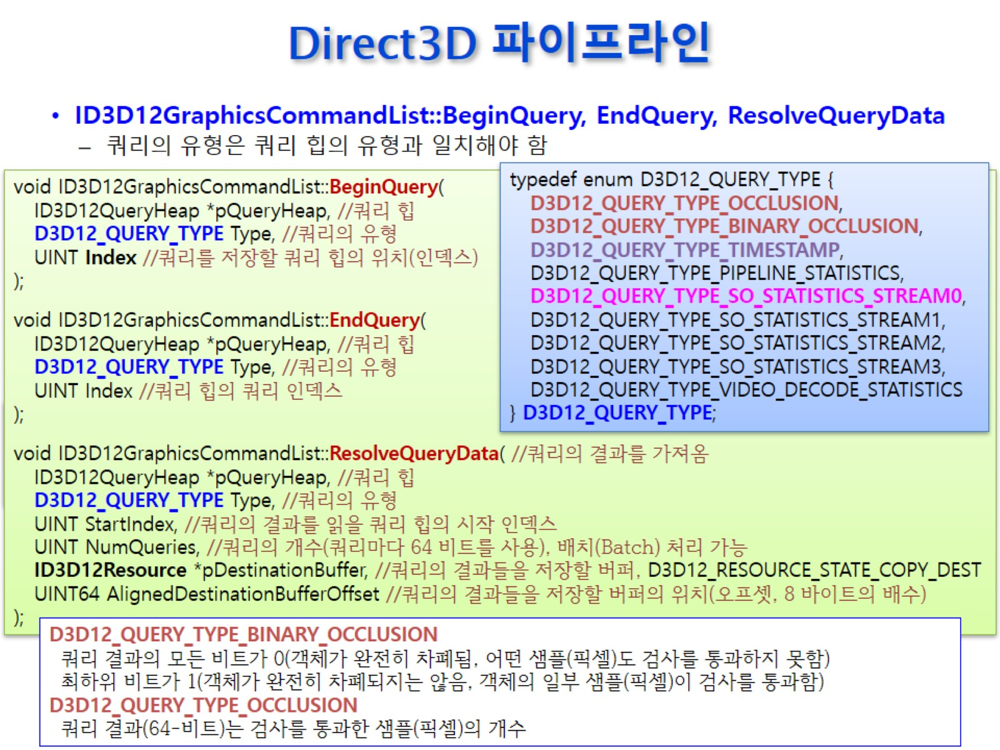 Direct3D 파이프라인
• ID3D12GraphicsCommandList::BeginQuery, EndQuery, ResolveQueryData
– 쿼리의 유형은 쿼리 힙의 유형과 일치해야 함
void ID3D12GraphicsCommandList::BeginQuery(
ID3D12QueryHeap *pQueryHeap, //쿼리 힙
D3D12_QUERY_TYPE Type, //쿼리의 유형
UINT Index //쿼리를 저장할 쿼리 힙의 위치(인덱스)
);
void ID3D12GraphicsCommandList::EndQuery(
ID3D12QueryHeap *pQueryHeap, //쿼리 힙
D3D12_QUERY_TYPE Type, //쿼리의 유형
UINT Index //쿼리 힙의 쿼리 인덱스
);
typedef enum D3D12_QUERY_TYPE {
D3D12_QUERY_TYPE_OCCLUSION,
D3D12_QUERY_TYPE_BINARY_OCCLUSION,
D3D12_QUERY_TYPE_TIMESTAMP,
D3D12_QUERY_TYPE_PIPELINE_STATISTICS,
D3D12_QUERY_TYPE_SO_STATISTICS_STREAM0,
D3D12_QUERY_TYPE_SO_STATISTICS_STREAM1,
D3D12_QUERY_TYPE_SO_STATISTICS_STREAM2,
D3D12_QUERY_TYPE_SO_STATISTICS_STREAM3,
D3D12_QUERY_TYPE_VIDEO_DECODE_STATISTICS
} D3D12_QUERY_TYPE;
void ID3D12GraphicsCommandList::ResolveQueryData( //쿼리의 결과를 가져옴
ID3D12QueryHeap *pQueryHeap, //쿼리 힙
D3D12_QUERY_TYPE Type, //쿼리의 유형
UINT StartIndex, //쿼리의 결과를 읽을 쿼리 힙의 시작 인덱스
UINT NumQueries, //쿼리의 개수(쿼리마다 64 비트를 사용), 배치(Batch) 처리 가능
ID3D12Resource *pDestinationBuffer, //쿼리의 결과들을 저장할 버퍼, D3D12_RESOURCE_STATE_COPY_DEST
UINT64 AlignedDestinationBufferOffset //쿼리의 결과들을 저장할 버퍼의 위치(오프셋, 8 바이트의 배수)
);
D3D12_QUERY_TYPE_BINARY_OCCLUSION
쿼리 결과의 모든 비트가 0(객체가 완전히 차폐됨, 어떤 샘플(픽셀)도 검사를 통과하지 못함)
최하위 비트가 1(객체가 완전히 차폐되지는 않음, 객체의 일부 샘플(픽셀)이 검사를 통과함)
D3D12_QUERY_TYPE_OCCLUSION
쿼리 결과(64-비트)는 검사를 통과한 샘플(픽셀)의 개수